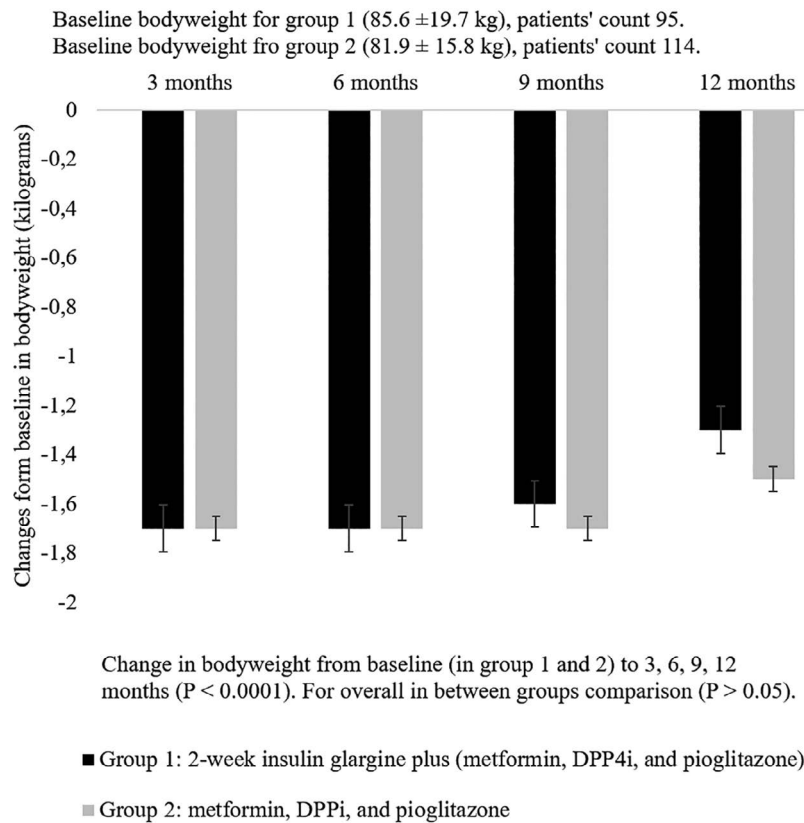 Baseline bodyweight for group 1 (85.6 ±19.7 kg), patients' count 95.
Baseline bodyweight fro group 2 (81.9 ± 15.8 kg), patients' count 114.
3 months 6 months 9 months 12 months
Changes form baseline in bodyweight (kilograms)
0
-0,2
-0,4
-0,6
-0,8
-1
-1,2
-1,4
-1,6
-1,8
-2
Change in bodyweight from baseline (in group 1 and 2) to 3, 6, 9, 12
months (P < 0.0001). For overall in between groups comparison (P > 0.05).
Group 1: 2-week insulin glargine plus (metformin, DPP4i, and pioglitazone)
Group 2: metformin, DPPi, and pioglitazone